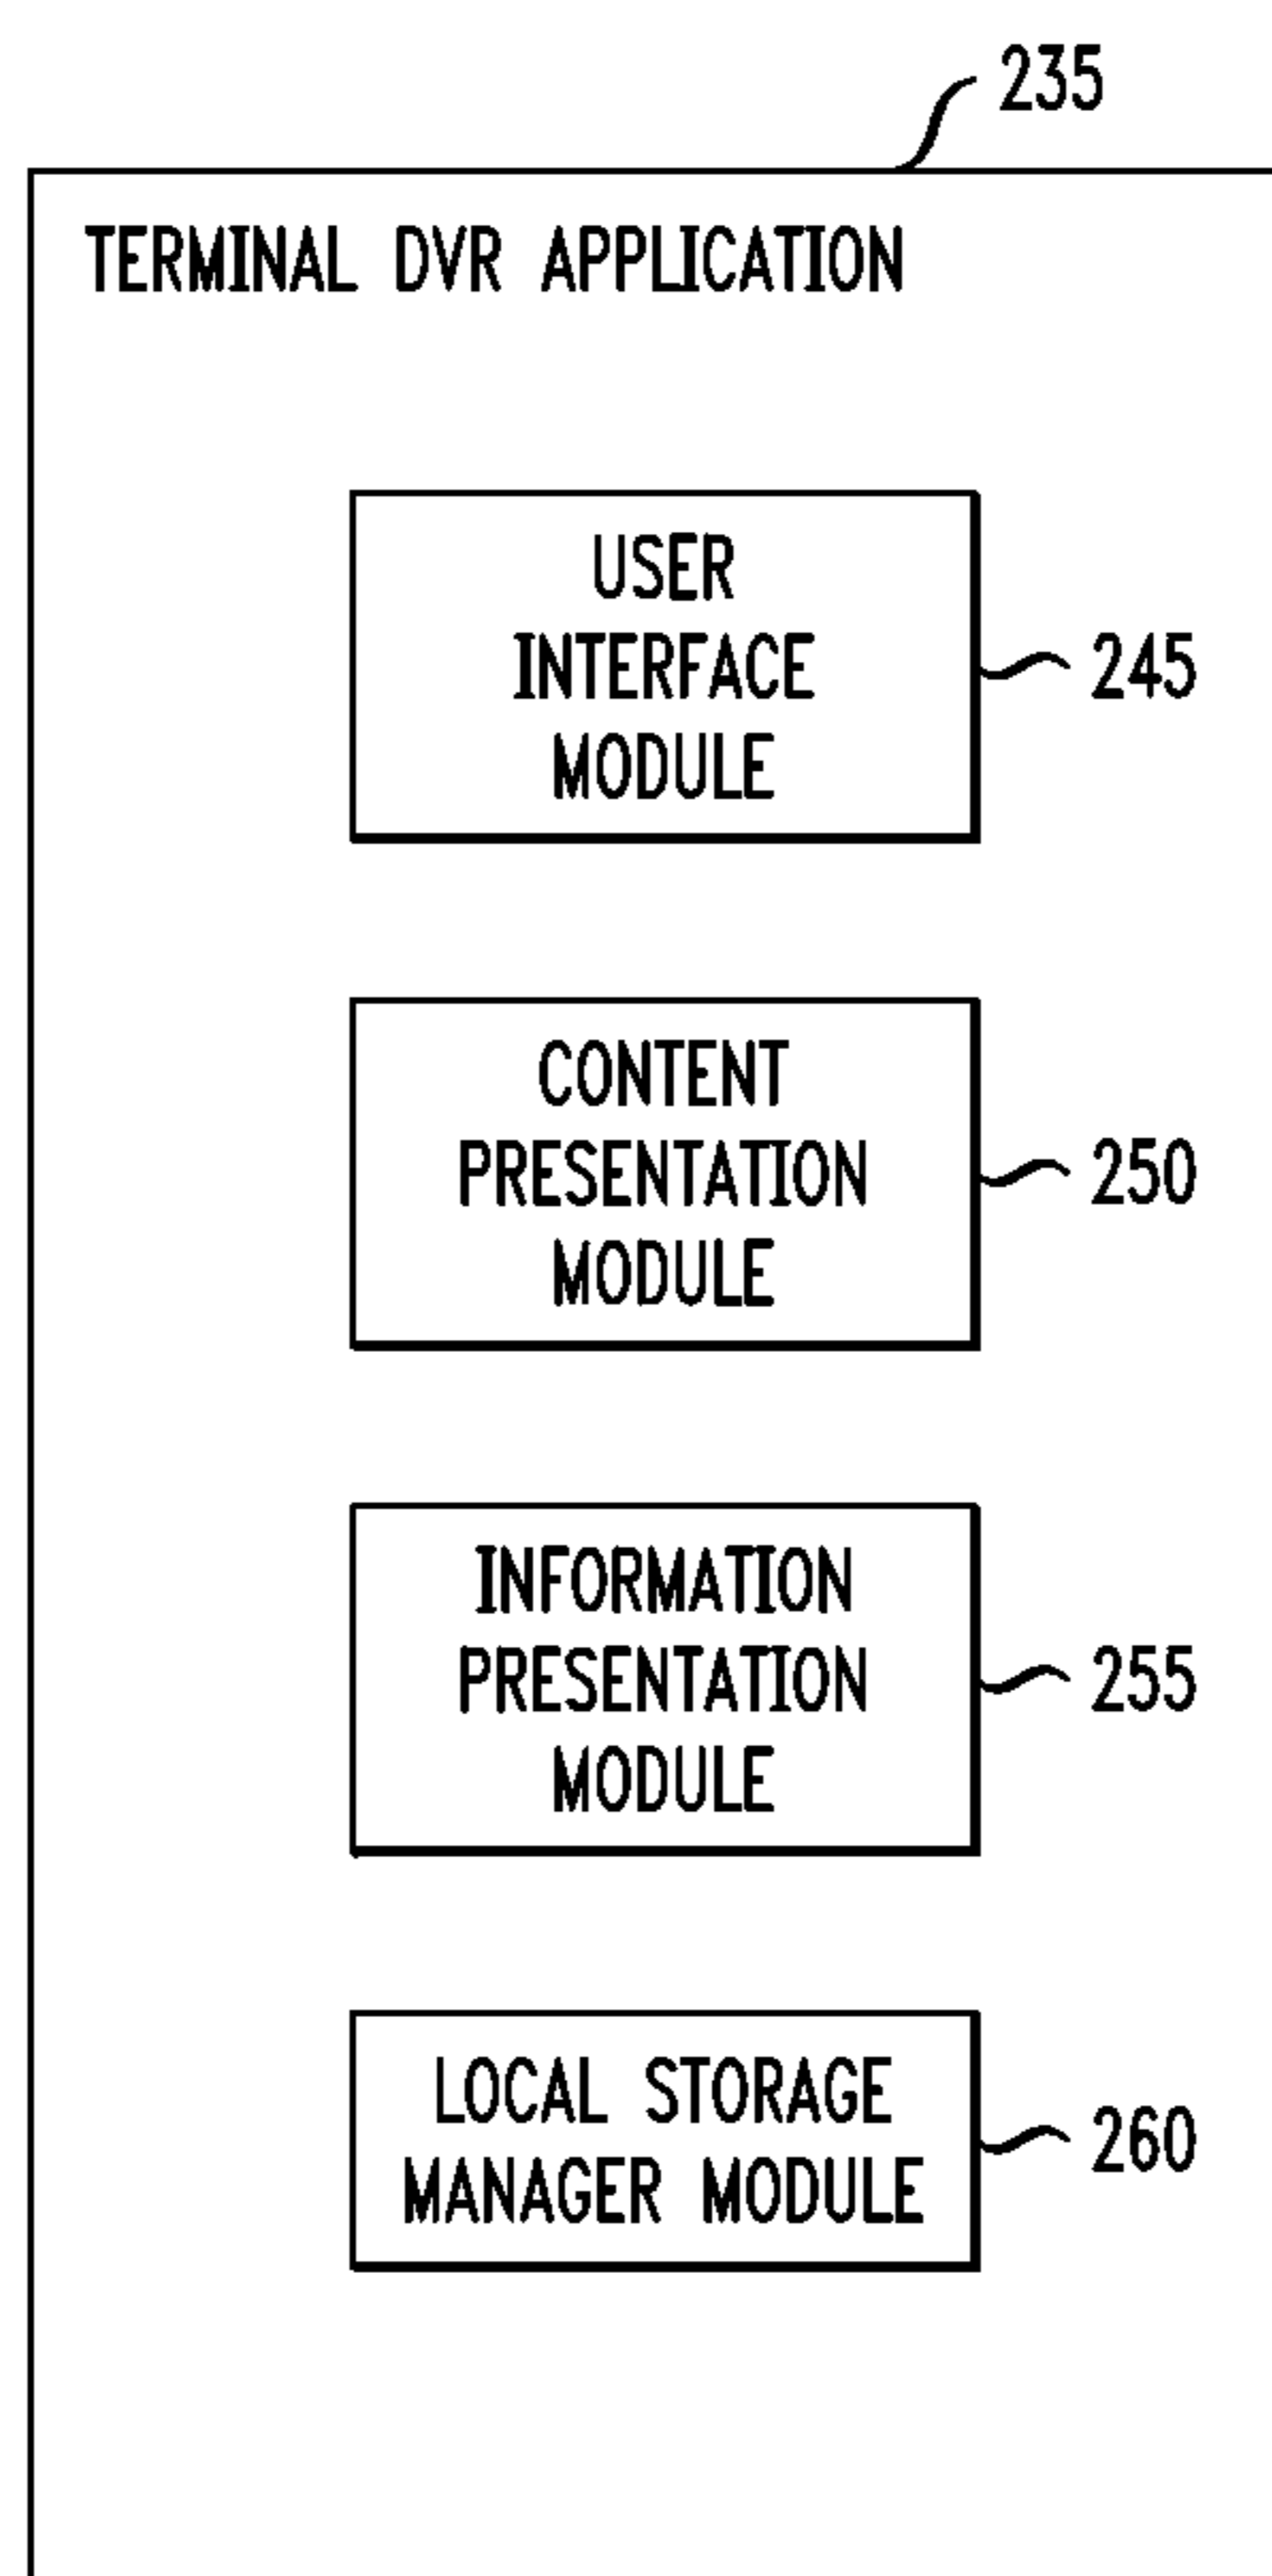 235
TERMINAL DVR APPLICATION
USER
INTERFACE
MODULE
245
CONTENT
PRESENTATION
MODULE
250
INFORMATION
PRESENTATION
MODULE
255
LOCAL STORAGE
MANAGER MODULE
260